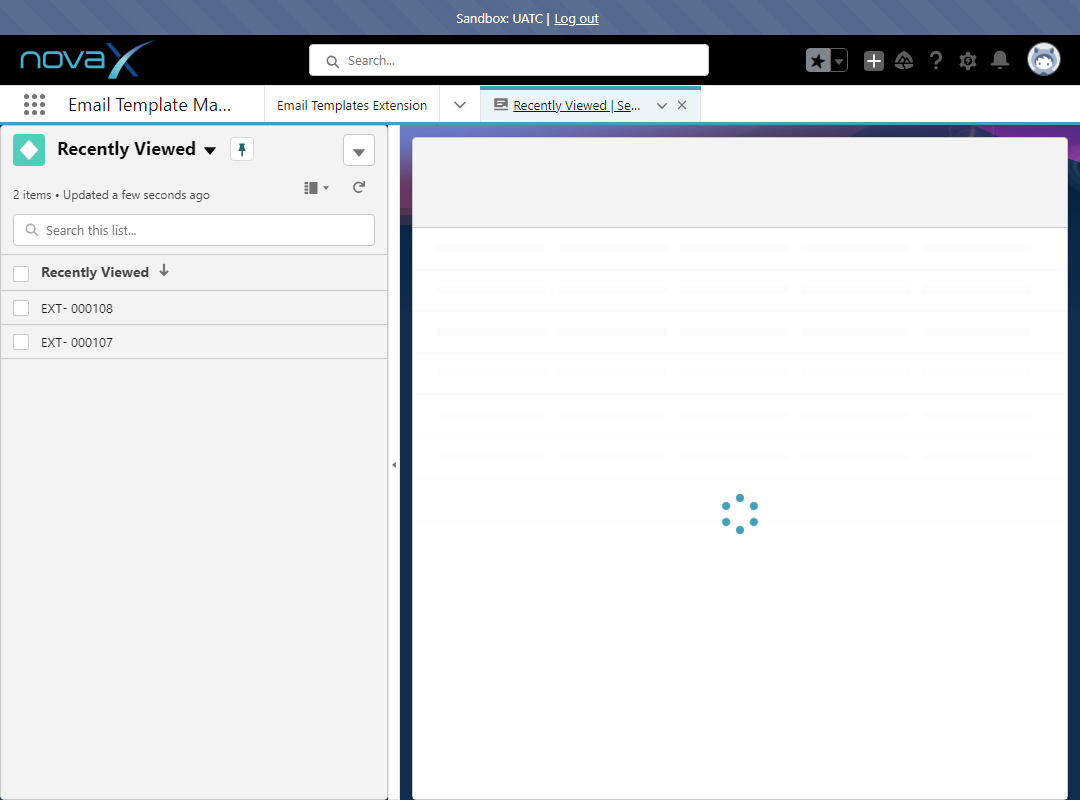 Sandbox: UATC | Log out
novaX
Search...
Email Template Ma...
Email Templates Extension
Recently Viewed | Se...
Recently Viewed
2 items • Updated a few seconds ago
Search this list...
Recently Viewed
EXT- 000108
EXT- 000107